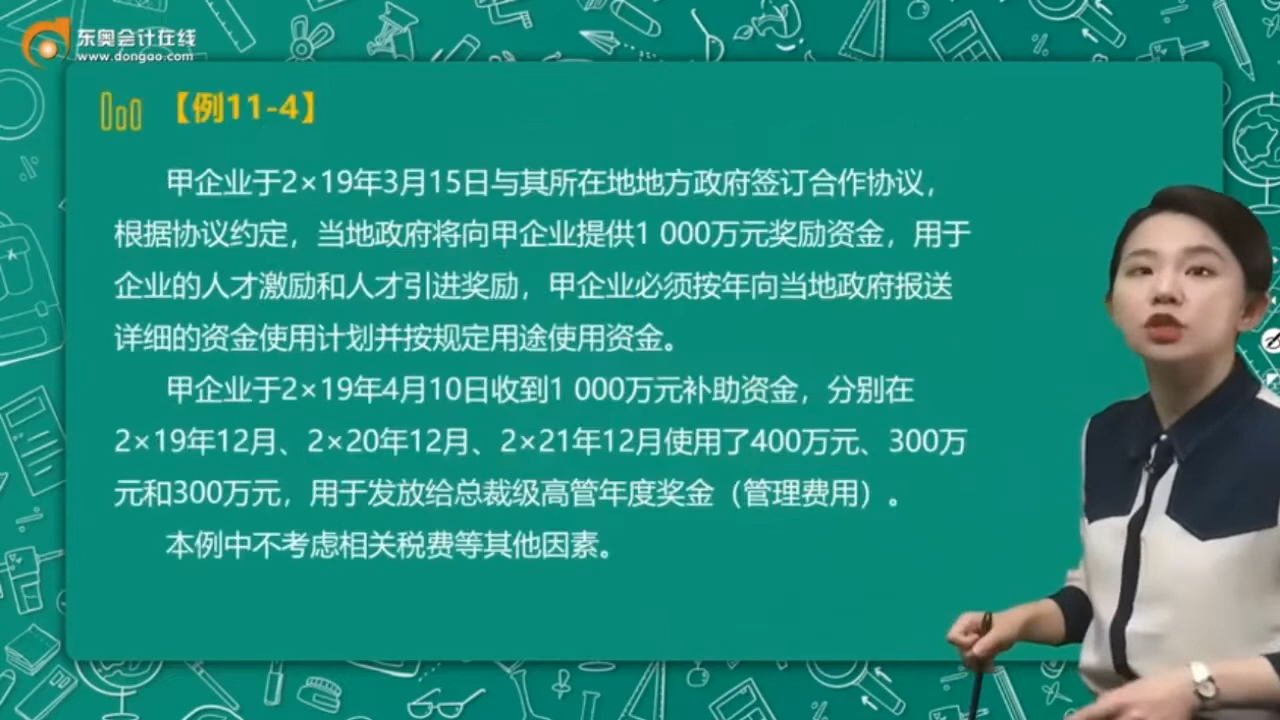 东奥会计在线
www.dongao.com
【例11-4】
甲企业于2×19年3月15日与其所在地地方政府签订合作协议，
根据协议约定，当地政府将向甲企业提供1 000万元奖励资金，用于
企业的人才激励和人才引进奖励，甲企业必须按年向当地政府报送
详细的资金使用计划并按规定用途使用资金。
甲企业于2×19年4月10日收到1 000万元补助资金，分别在
2×19年12月、2×20年12月、2×21年12月使用了400万元、300万
元和300万元，用于发放给总裁级高管年度奖金（管理费用）。
本例中不考虑相关税费等其他因素。